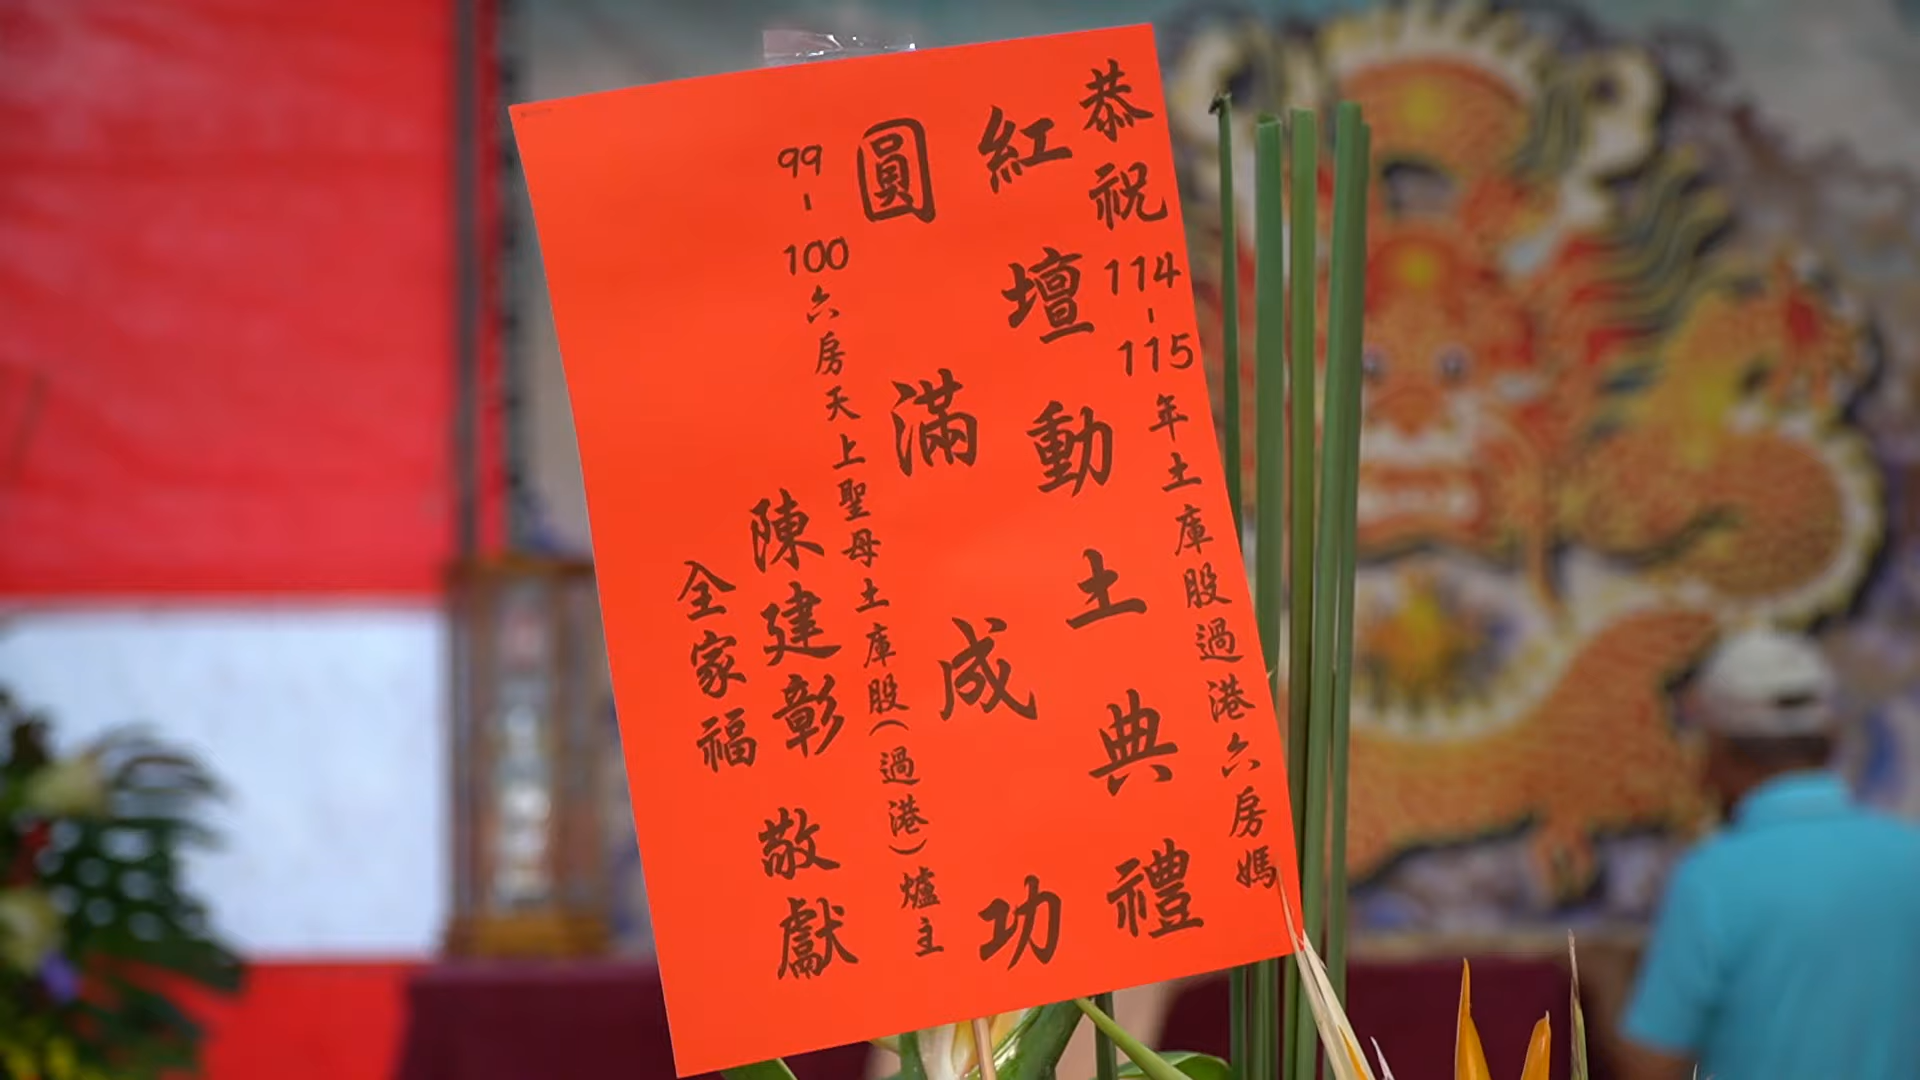 恭祝114-115年土庫股過港六房媽
紅壇動土典禮
圓滿成功
99-100六房天上聖母土庫股(過港)爐主
陳建彰敬獻
全家福